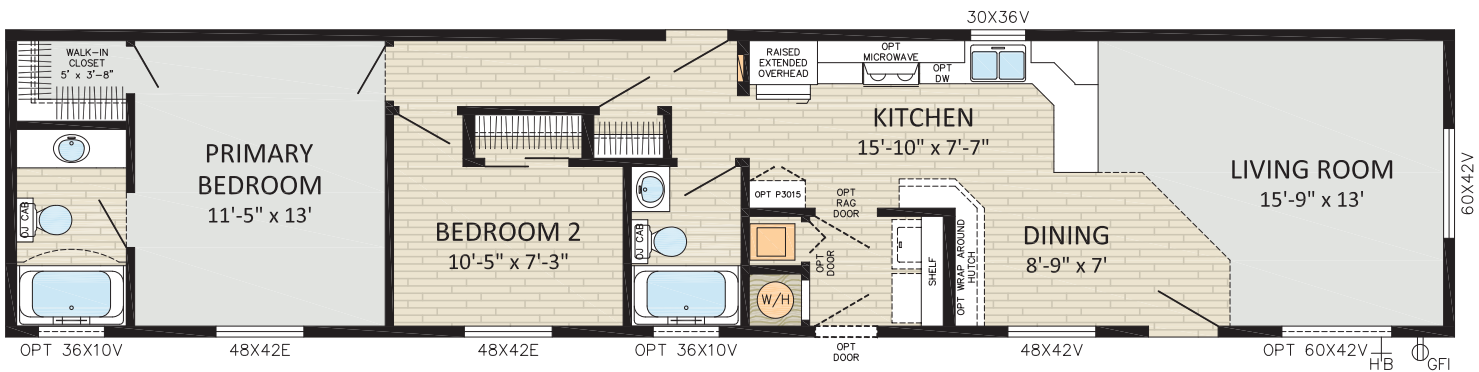 30X36V
WALK-IN
CLOSET
5' x 3'-8"
RAISED
EXTENDED
OVERHEAD
OPT
MICROWAVE
OPT
DW
PRIMARY
BEDROOM
11'-5" x 13'
KITCHEN
15'-10" x 7'-7"
LIVING ROOM
15'-9" x 13'
60X42V
OPT P3015
OPT
RAG
DOOR
OJ CAB
BEDROOM 2
10'-5" x 7'-3"
OJ CAB
OPT
DOOR
SHELF
OPT WRAP AROUND
HUTCH
DINING
8'-9" x 7'
W/H
OPT 36X10V
48X42E
48X42E
OPT 36X10V
OPT
DOOR
48X42V
OPT 60X42V
HB
GFI